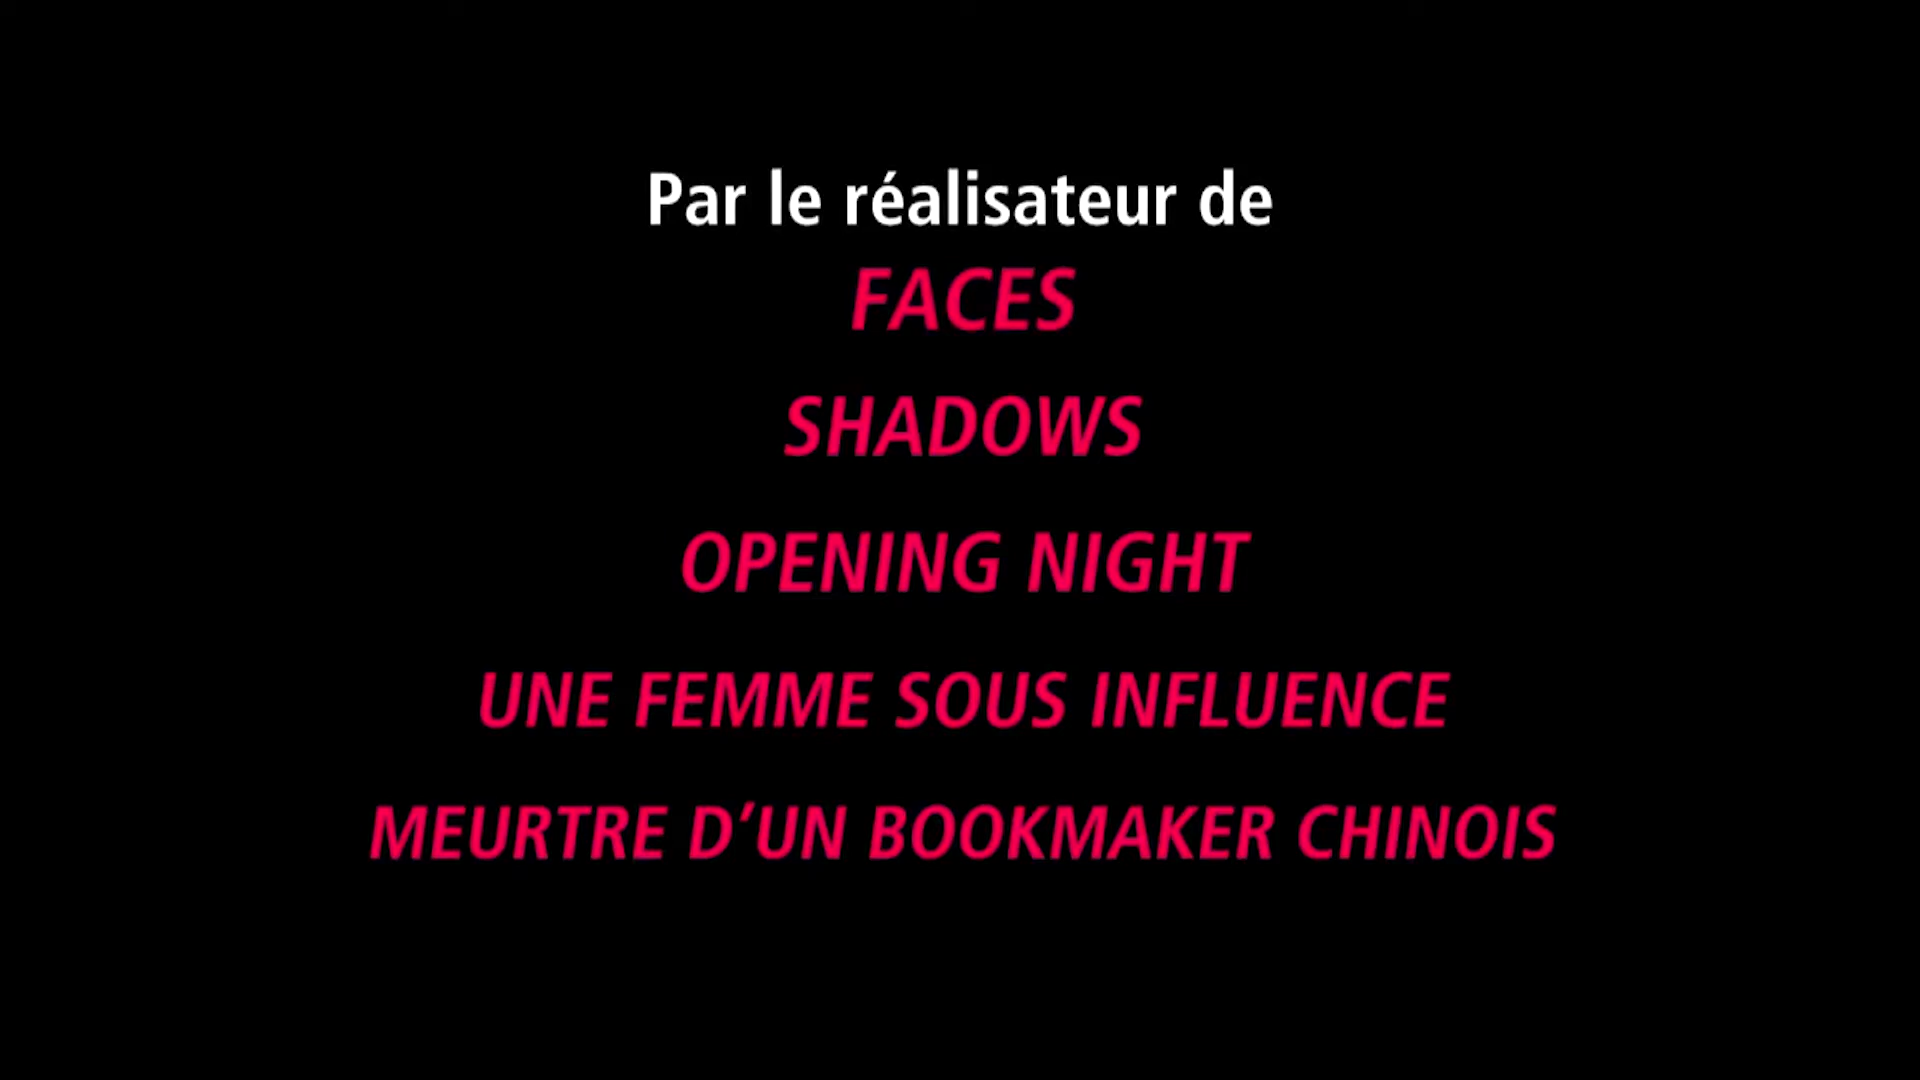 Par le réalisateur de
FACES
SHADOWS
OPENING NIGHT
UNE FEMME SOUS INFLUENCE
MEURTRE D’UN BOOKMAKER CHINOIS